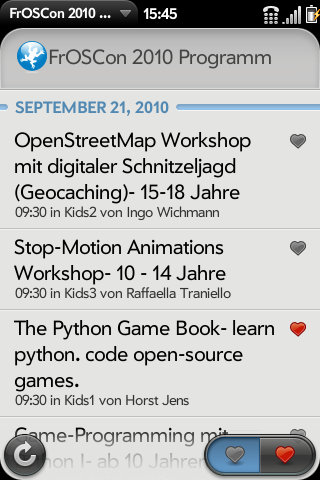 FrOSCon 2010 ...
15:45
FrOSCon 2010 Programm
SEPTEMBER 21, 2010
OpenStreetMap Workshop
mit digitaler Schnitzeljagd
(Geocaching)- 15-18 Jahre
09:30 in Kids2 von Ingo Wichmann
Stop-Motion Animations
Workshop- 10 - 14 Jahre
09:30 in Kids3 von Raffaella Traniello
The Python Game Book- learn
python. code open-source
games.
09:30 in Kids1 von Horst Jens
Game-Programming mit
I- ab 10 Jahren